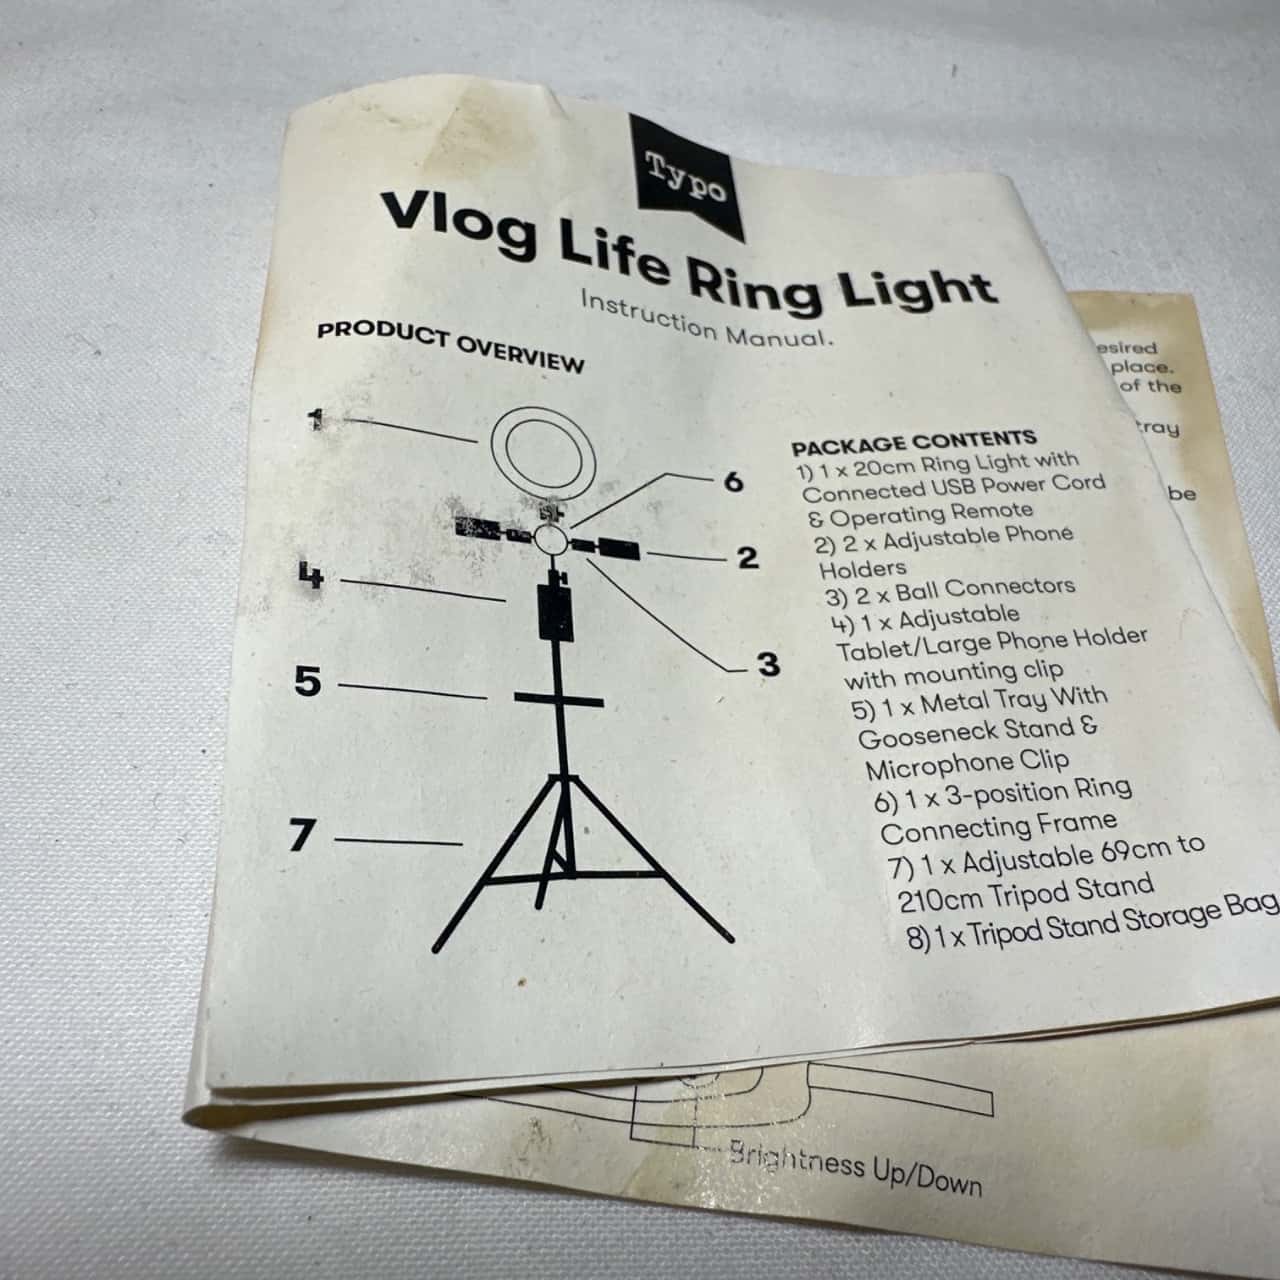 Typo
Vlog Life Ring Light
Instruction Manual.
PRODUCT OVERVIEW
1
6
2
4
3
5
7
PACKAGE CONTENTS
1) 1 x 20cm Ring Light with
Connected USB Power Cord
& Operating Remote
2) 2 x Adjustable Phone
Holders
3) 2 x Ball Connectors
4) 1 x Adjustable
Tablet/Large Phone Holder
with mounting clip
5) 1 x Metal Tray With
Gooseneck Stand &
Microphone Clip
6) 1 x 3-position Ring
Connecting Frame
7) 1 x Adjustable 69cm to
210cm Tripod Stand
8) 1 x Tripod Stand Storage Bag
esired
place.
of the
tray
be
Brightness Up/Down